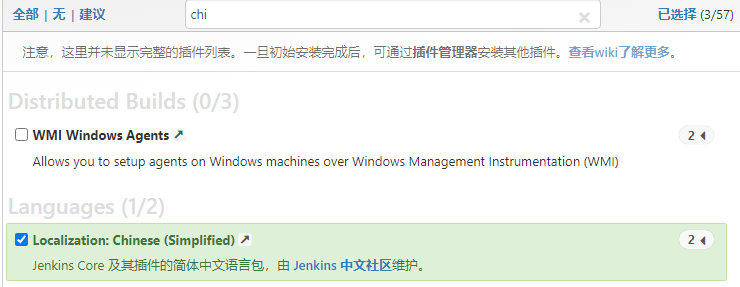 全部 | 无 | 建议 chi 已选择 (3/57)
注意，这里并未显示完整的插件列表。一旦初始安装完成后，可通过插件管理器安装其他插件。查看wiki了解更多。
Distributed Builds (0/3)
WMI Windows Agents 2
Allows you to setup agents on Windows machines over Windows Management Instrumentation (WMI)
Languages (1/2)
Localization: Chinese (Simplified) 2
Jenkins Core 及其插件的简体中文语言包，由 Jenkins 中文社区维护。